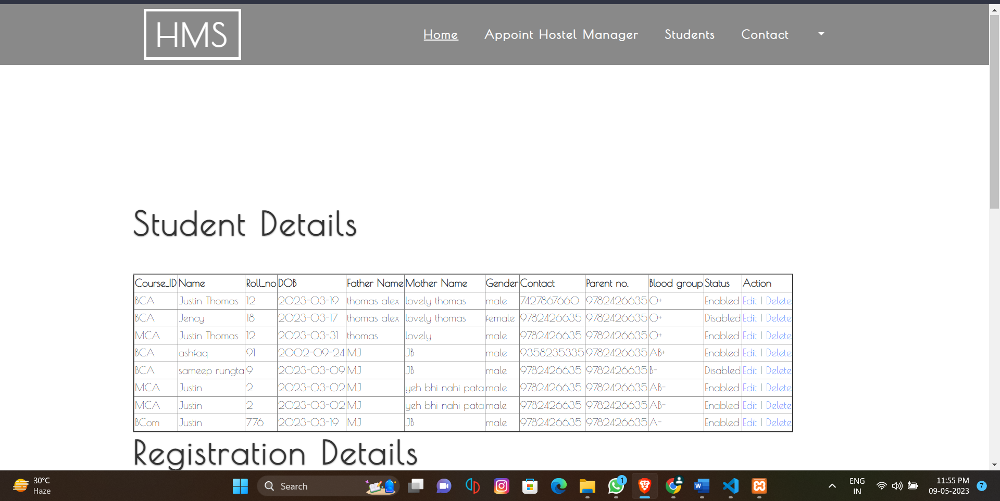 HMS
Home Appoint Hostel Manager Students Contact
Student Details
Course_ID Name Roll_no DOB Father Name Mother Name Gender Contact Parent no. Blood group Status Action
BCA Justin Thomas 12 2023-03-19 thomas alex lovely thomas male 7427867660 9782426635 O+ Enabled Edit | Delete
BCA Jency 18 2023-03-17 thomas alex lovely thomas female 9782426635 9782426635 O+ Disabled Edit | Delete
MCA Justin Thomas 12 2023-03-31 thomas lovely male 9782426635 9782426635 O+ Enabled Edit | Delete
BCA ashfaq 91 2002-09-24 MJ JB male 9358235335 9782426635 AB+ Enabled Edit | Delete
BCA sameep rungta 9 2023-03-09 MJ JB male 9782426635 9782426635 B- Disabled Edit | Delete
MCA Justin 2 2023-03-02 MJ yeh bhi nahi pata male 9782426635 9782426635 AB- Enabled Edit | Delete
MCA Justin 2 2023-03-02 MJ yeh bhi nahi pata male 9782426635 9782426635 AB- Enabled Edit | Delete
BCom Justin 776 2023-03-19 MJ JB male 9782426635 9782426635 A- Enabled Edit | Delete
Registration Details
30°C
Haze
Search
1
W
ENG
IN
11:55 PM
09-05-2023
7